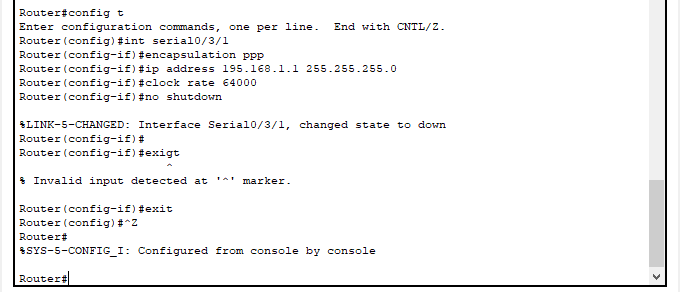 Router#config t
Enter configuration commands, one per line.  End with CNTL/Z.
Router(config)#int serial0/3/1
Router(config-if)#encapsulation ppp
Router(config-if)#ip address 195.168.1.1 255.255.255.0
Router(config-if)#clock rate 64000
Router(config-if)#no shutdown
%LINK-5-CHANGED: Interface Serial0/3/1, changed state to down
Router(config-if)#
Router(config-if)#exigt
^
% Invalid input detected at '^' marker.
Router(config-if)#exit
Router(config)#^Z
Router#
%SYS-5-CONFIG_I: Configured from console by console
Router#